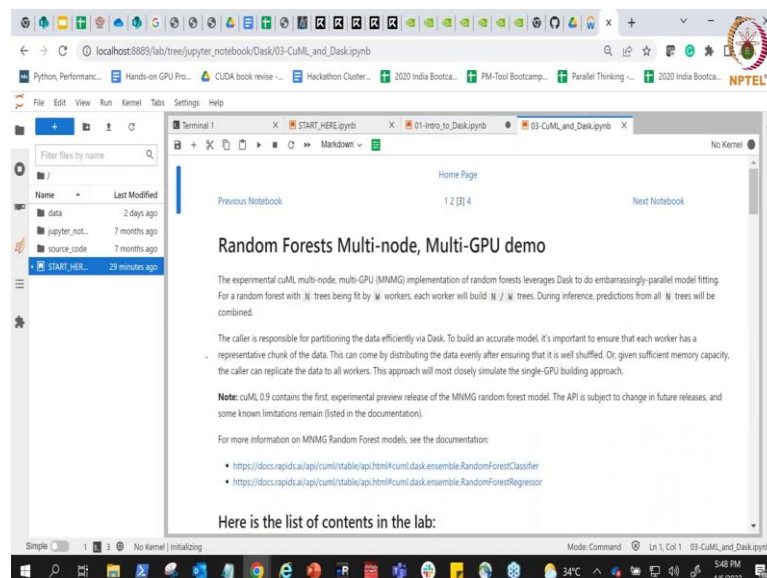 localhost:8889/lab/tree/jupyter_notebook/Dask/03-CuML_and_Dask.ipynb
NPTEL
Python, Performanc... Hands-on GPU Pro... CUDA book revise -... Hackathon Cluster... 2020 India Bootca... PM-Tool Bootcamp... Parallel Thinking -... 2020 India Bootca...
File Edit View Run Kernel Tabs Settings Help
Terminal 1 START_HERE.ipynb 01-Intro_to_Dask.ipynb 03-CuML_and_Dask.ipynb
Markdown No Kernel
Filter files by name
/
Name Last Modified
data 2 days ago
jupyter_not... 7 months ago
source_code 7 months ago
START_HER... 29 minutes ago
Home Page
Previous Notebook 1 2 [3] 4 Next Notebook
Random Forests Multi-node, Multi-GPU demo
The experimental cuML multi-node, multi-GPU (MNMG) implementation of random forests leverages Dask to do embarrassingly-parallel model fitting.
For a random forest with N trees being fit by W workers, each worker will build N / W trees. During inference, predictions from all N trees will be
combined.
The caller is responsible for partitioning the data efficiently via Dask. To build an accurate model, it's important to ensure that each worker has a
representative chunk of the data. This can come by distributing the data evenly after ensuring that it is well shuffled. Or, given sufficient memory capacity,
the caller can replicate the data to all workers. This approach will most closely simulate the single-GPU building approach.
Note: cuML 0.9 contains the first, experimental preview release of the MNMG random forest model. The API is subject to change in future releases, and
some known limitations remain (listed in the documentation).
For more information on MNMG Random Forest models, see the documentation:
• https://docs.rapids.ai/api/cuml/stable/api.html#cuml.dask.ensemble.RandomForestClassifier
• https://docs.rapids.ai/api/cuml/stable/api.html#cuml.dask.ensemble.RandomForestRegressor
Here is the list of contents in the lab:
Simple 1 3 No Kernel | Initializing Mode: Command Ln 1, Col 1 03-CuML_and_Dask.ipyn
34°C 5:48 PM